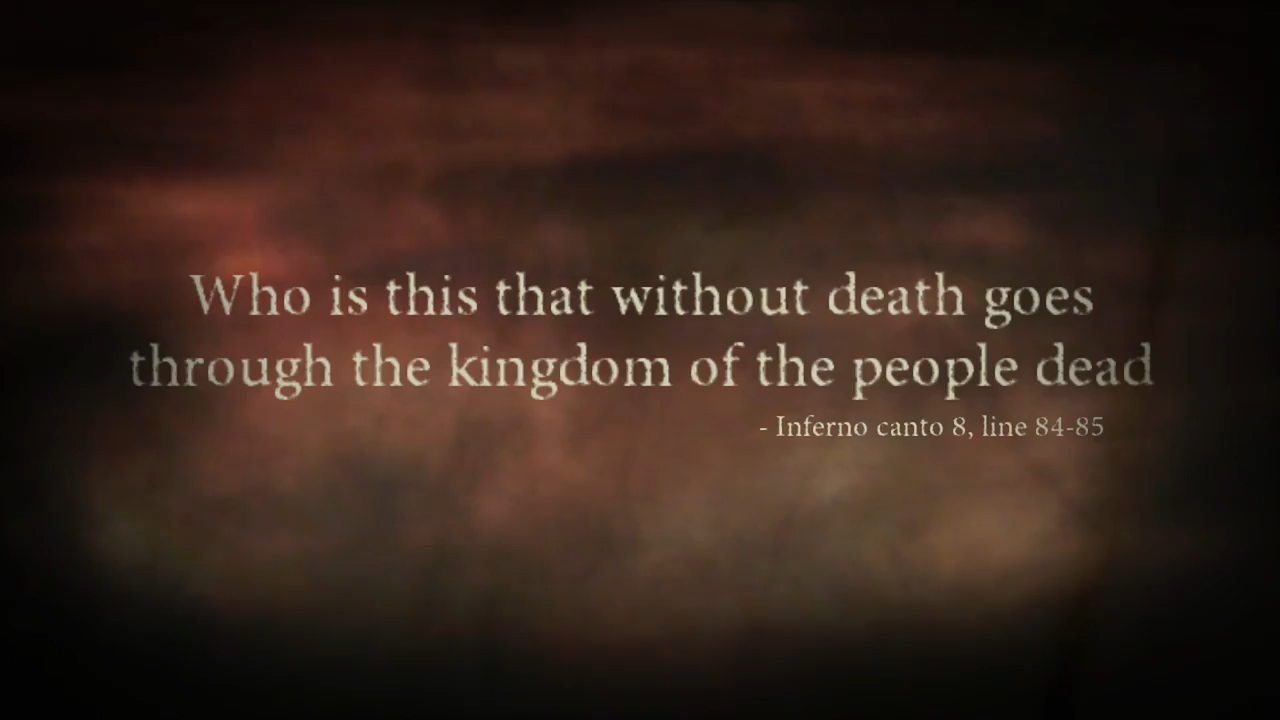 Who is this that without death goes
through the kingdom of the people dead
- Inferno canto 8, line 84-85